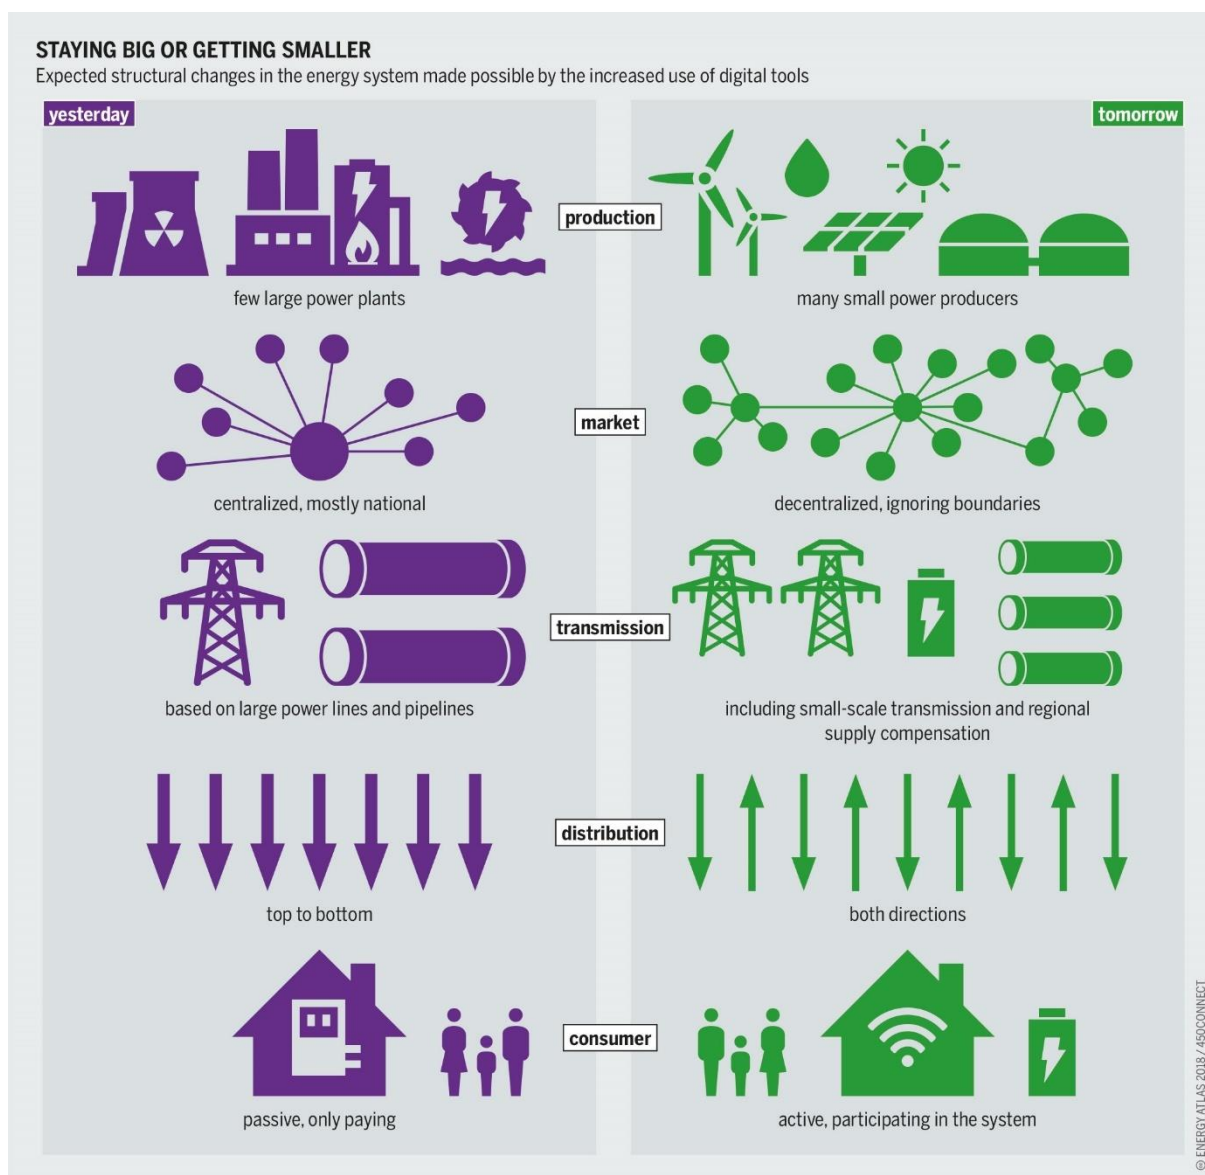 STAYING BIG OR GETTING SMALLER
Expected structural changes in the energy system made possible by the increased use of digital tools
yesterday
tomorrow
production
few large power plants
many small power producers
market
centralized, mostly national
decentralized, ignoring boundaries
transmission
based on large power lines and pipelines
including small-scale transmission and regional
supply compensation
distribution
top to bottom
both directions
consumer
passive, only paying
active, participating in the system
© ENERGY ATLAS 2018 / 450CONNECT